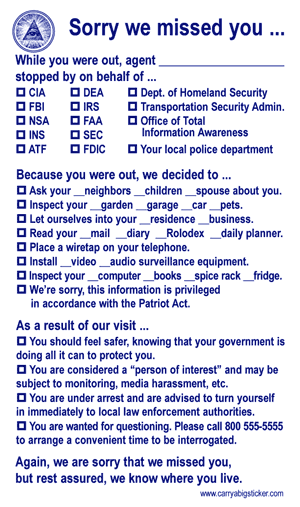 Sorry we missed you ...
While you were out, agent ____________________
stopped by on behalf of ...
☐ CIA ☐ DEA ☐ Dept. of Homeland Security
☐ FBI ☐ IRS ☐ Transportation Security Admin.
☐ NSA ☐ FAA ☐ Office of Total
☐ INS ☐ SEC Information Awareness
☐ ATF ☐ FDIC ☐ Your local police department
Because you were out, we decided to ...
☐ Ask your __neighbors __children __spouse about you.
☐ Inspect your __garden __garage __car __pets.
☐ Let ourselves into your __residence __business.
☐ Read your __mail __diary __Rolodex __daily planner.
☐ Place a wiretap on your telephone.
☐ Install __video __audio surveillance equipment.
☐ Inspect your __computer __books __spice rack __fridge.
☐ We're sorry, this information is privileged
in accordance with the Patriot Act.
As a result of our visit ...
☐ You should feel safer, knowing that your government is
doing all it can to protect you.
☐ You are considered a “person of interest” and may be
subject to monitoring, media harassment, etc.
☐ You are under arrest and are advised to turn yourself
in immediately to local law enforcement authorities.
☐ You are wanted for questioning. Please call 800 555-5555
to arrange a convenient time to be interrogated.
Again, we are sorry that we missed you,
but rest assured, we know where you live.
www.carryabigsticker.com